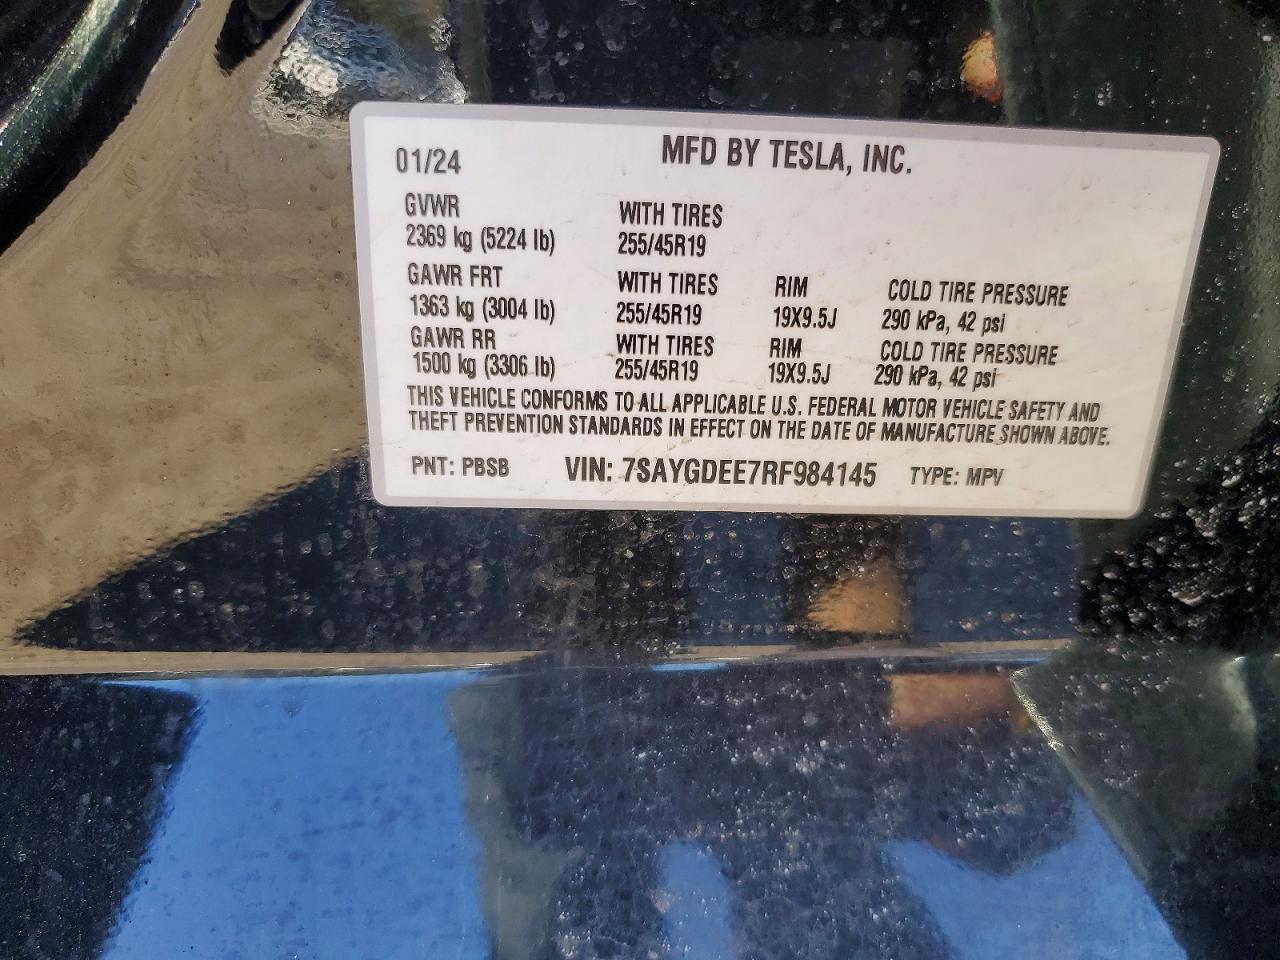 01/24 MFD BY TESLA, INC.
GVWR WITH TIRES
2369 kg (5224 lb) 255/45R19
GAWR FRT WITH TIRES RIM COLD TIRE PRESSURE
1363 kg (3004 lb) 255/45R19 19X9.5J 290 kPa, 42 psi
GAWR RR WITH TIRES RIM COLD TIRE PRESSURE
1500 kg (3306 lb) 255/45R19 19X9.5J 290 kPa, 42 psi
THIS VEHICLE CONFORMS TO ALL APPLICABLE U.S. FEDERAL MOTOR VEHICLE SAFETY AND
THEFT PREVENTION STANDARDS IN EFFECT ON THE DATE OF MANUFACTURE SHOWN ABOVE.
PNT: PBSB VIN: 7SAYGDEE7RF984145 TYPE: MPV